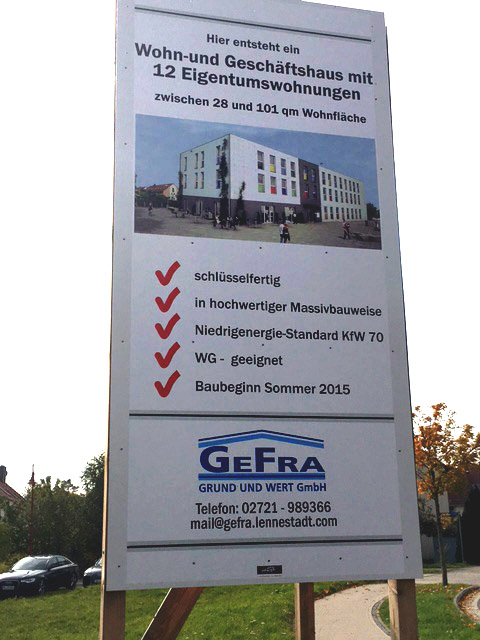 Hier entsteht ein
Wohn-und Geschäftshaus mit
12 Eigentumswohnungen
zwischen 28 und 101 qm Wohnfläche
schlüsselfertig
in hochwertiger Massivbauweise
Niedrigenergie-Standard KfW 70
WG - geeignet
Baubeginn Sommer 2015
GEFRA
GRUND UND WERT GmbH
Telefon: 02721 - 989366
mail@gefra.lennestadt.com